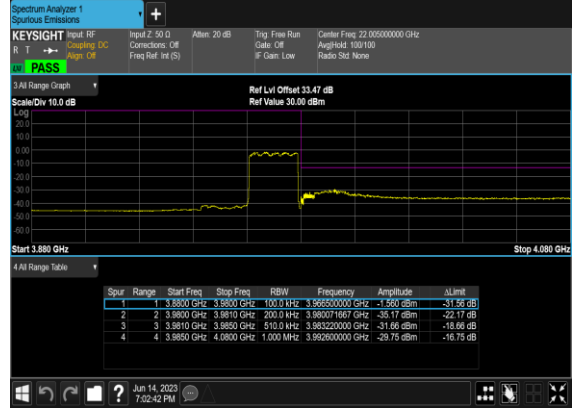 Spectrum Analyzer 1
Spurious Emissions
KEYSIGHT Input: RF Input Z: 50 Ω Atten: 20 dB Trig: Free Run Center Freq: 22.005000000 GHz
R T Coupling: DC Corrections: Off Gate: Off Avg|Hold: 100/100
Align: Off Freq Ref: Int (S) IF Gain: Low Radio Std: None
LW PASS
3 All Range Graph
Ref Lvl Offset 33.47 dB
Scale/Div 10.0 dB Ref Value 30.00 dBm
Log
20.0
10.0
0.00
-10.0
-20.0
-30.0
-40.0
-50.0
-60.0
Start 3.880 GHz Stop 4.080 GHz
4 All Range Table
Spur Range Start Freq Stop Freq RBW Frequency Amplitude ΔLimit
1 1 3.8800 GHz 3.9800 GHz 100.0 kHz 3.966500000 GHz -1.560 dBm -31.56 dB
2 2 3.9800 GHz 3.9810 GHz 200.0 kHz 3.980071667 GHz -35.17 dBm -22.17 dB
3 3 3.9810 GHz 3.9850 GHz 510.0 kHz 3.983220000 GHz -31.66 dBm -18.66 dB
4 4 3.9850 GHz 4.0800 GHz 1.000 MHz 3.992600000 GHz -29.75 dBm -16.75 dB
? Jun 14, 2023
7:02:42 PM